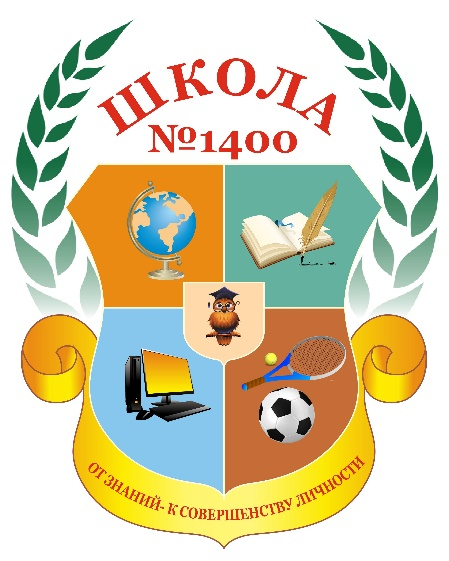 ШКОЛА
№1400
ОТ ЗНАНИЙ- К СОВЕРШЕНСТВУ ЛИЧНОСТИ